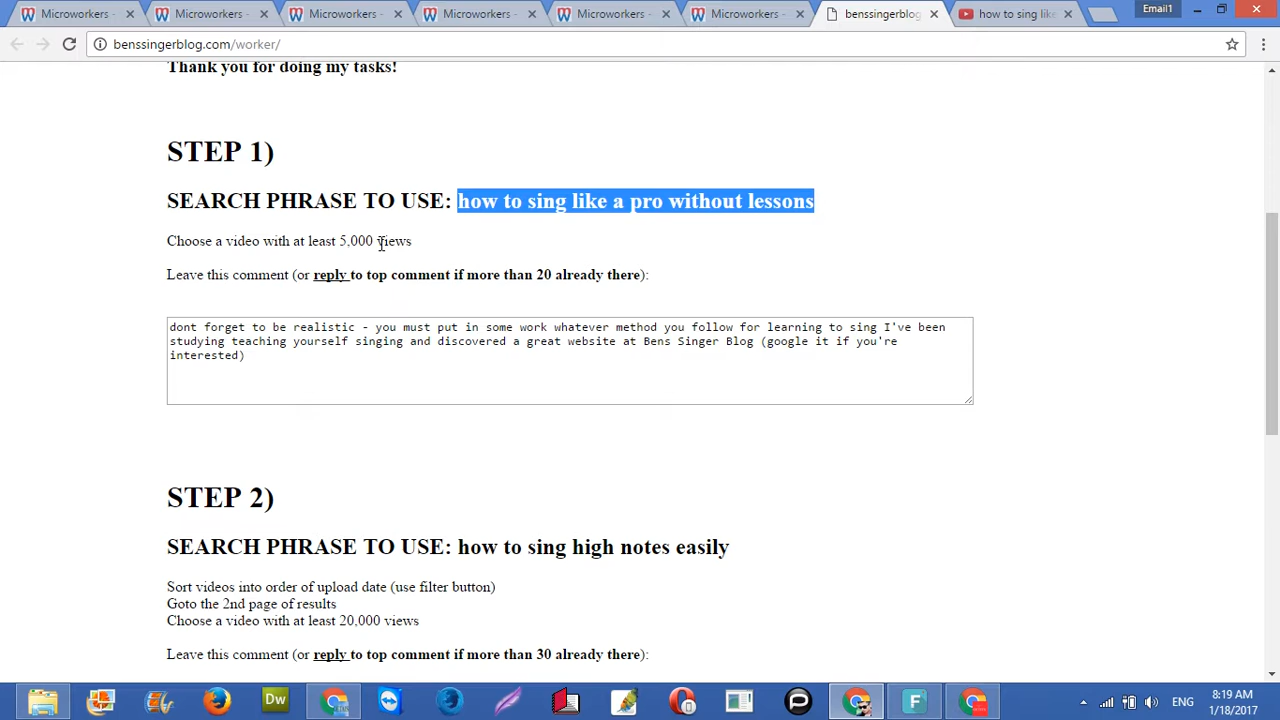 Microworkers -
Microworkers -
Microworkers -
Microworkers -
Microworkers -
Microworkers -
benssingerblog
how to sing like
Email1
benssingerblog.com/worker/
Thank you for doing my tasks!
STEP 1)
SEARCH PHRASE TO USE: how to sing like a pro without lessons
Choose a video with at least 5,000 views
Leave this comment (or reply to top comment if more than 20 already there):
dont forget to be realistic - you must put in some work whatever method you follow for learning to sing I've been
studying teaching yourself singing and discovered a great website at Bens Singer Blog (google it if you're
interested)
STEP 2)
SEARCH PHRASE TO USE: how to sing high notes easily
Sort videos into order of upload date (use filter button)
Goto the 2nd page of results
Choose a video with at least 20,000 views
Leave this comment (or reply to top comment if more than 30 already there):
Dw
F
ENG
8:19 AM
1/18/2017